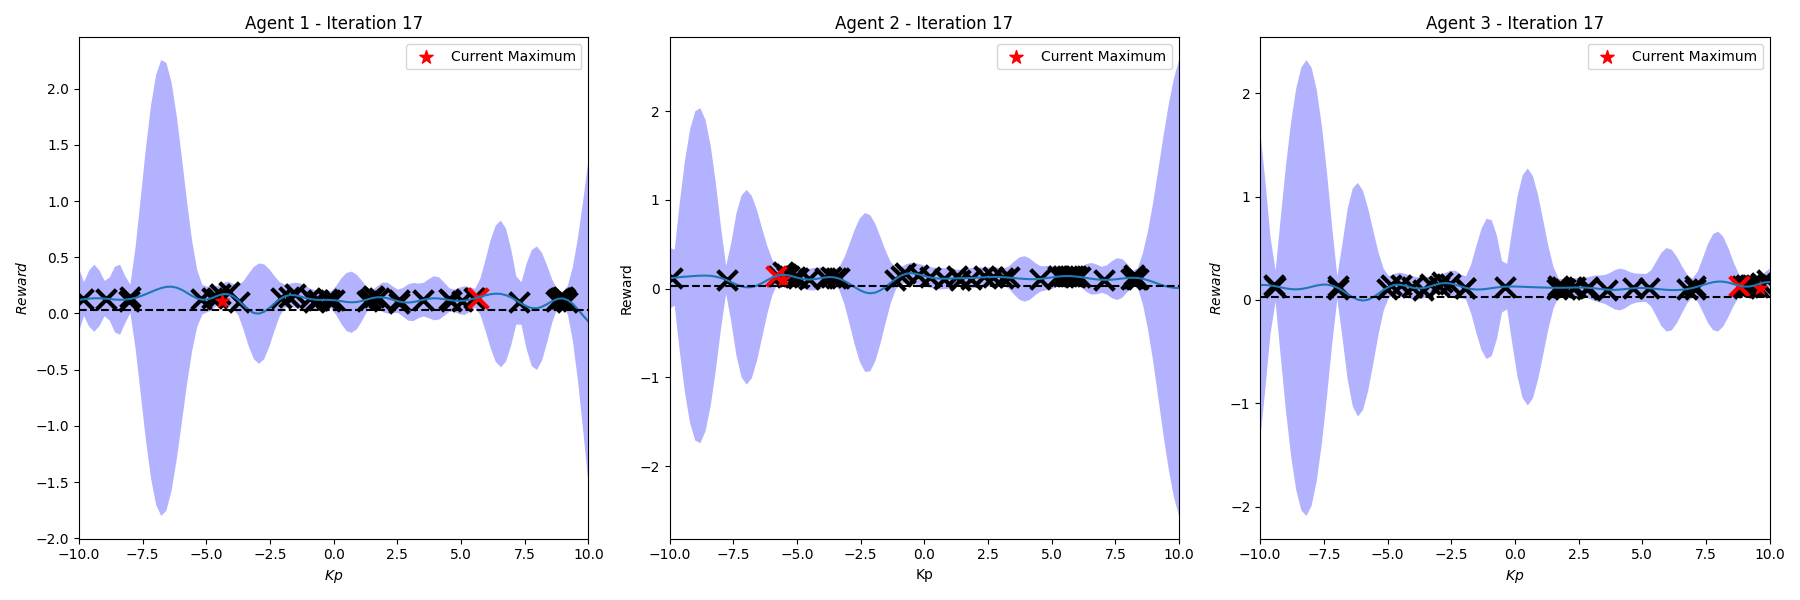 Agent 1 - Iteration 17
Current Maximum
2.0
1.5
1.0
0.5
0.0
−0.5
−1.0
−1.5
−2.0
Reward
−10.0 −7.5 −5.0 −2.5 0.0 2.5 5.0 7.5 10.0
Kp
Agent 2 - Iteration 17
Current Maximum
2
1
0
−1
−2
Reward
−10.0 −7.5 −5.0 −2.5 0.0 2.5 5.0 7.5 10.0
Kp
Agent 3 - Iteration 17
Current Maximum
2
1
0
−1
−2
Reward
−10.0 −7.5 −5.0 −2.5 0.0 2.5 5.0 7.5 10.0
Kp